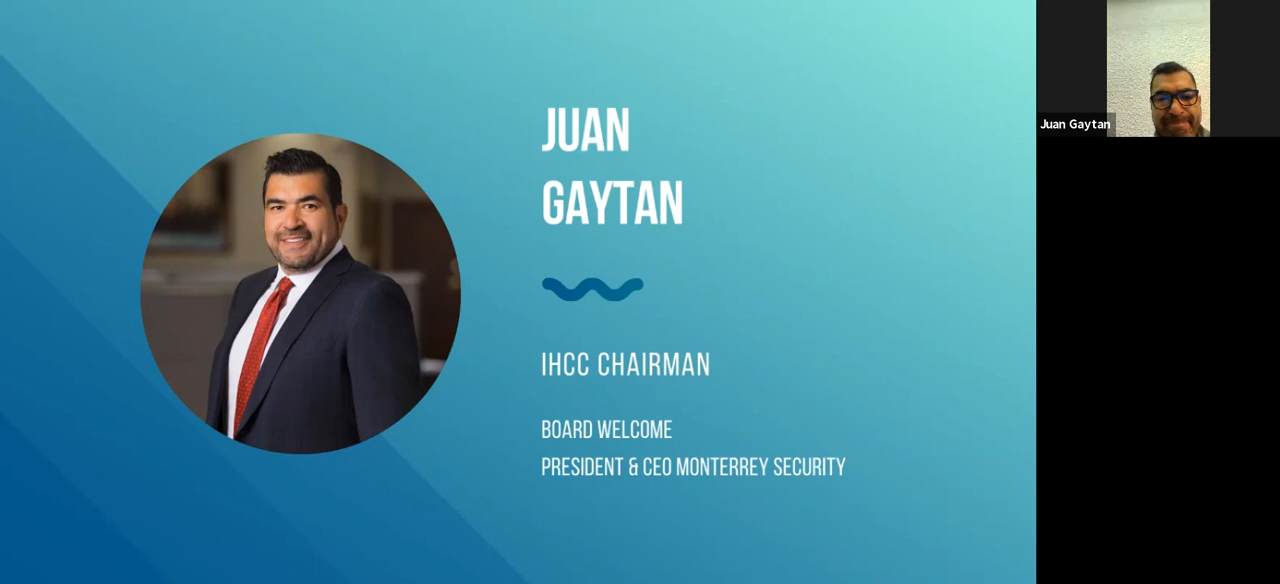 JUAN
GAYTAN
IHCC CHAIRMAN
BOARD WELCOME
PRESIDENT & CEO MONTERREY SECURITY
Juan Gaytan